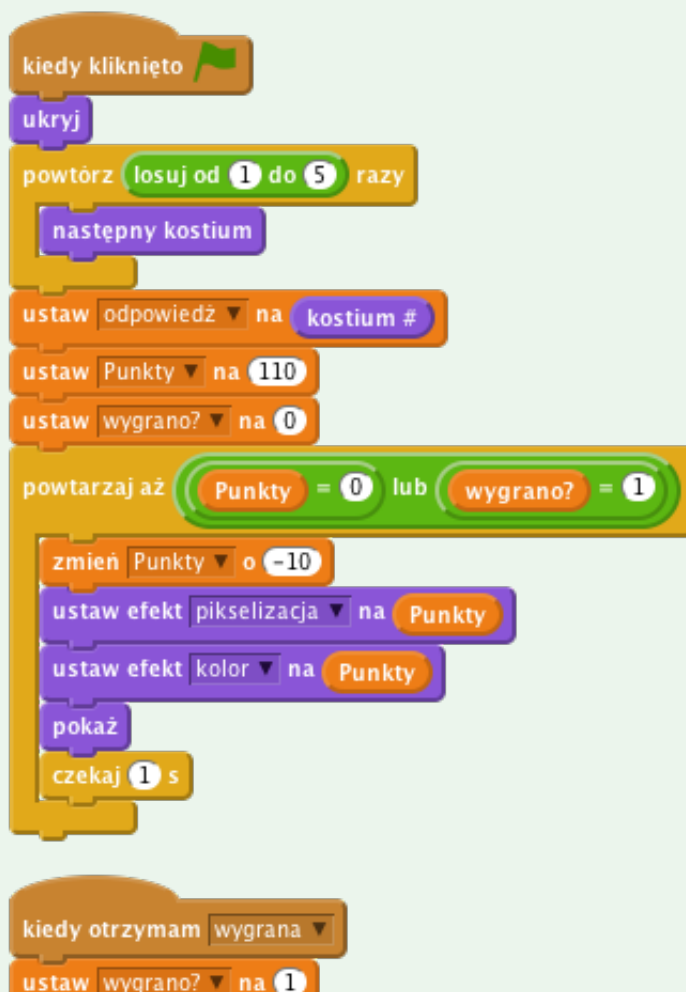 kiedy kliknięto
ukryj
powtórz losuj od 1 do 5 razy
następny kostium
ustaw odpowiedź na kostium #
ustaw Punkty na 110
ustaw wygrano? na 0
powtarzaj aż Punkty = 0 lub wygrano? = 1
zmień Punkty o -10
ustaw efekt pikselizacja na Punkty
ustaw efekt kolor na Punkty
pokaż
czekaj 1 s
kiedy otrzymam wygrana
ustaw wygrano? na 1